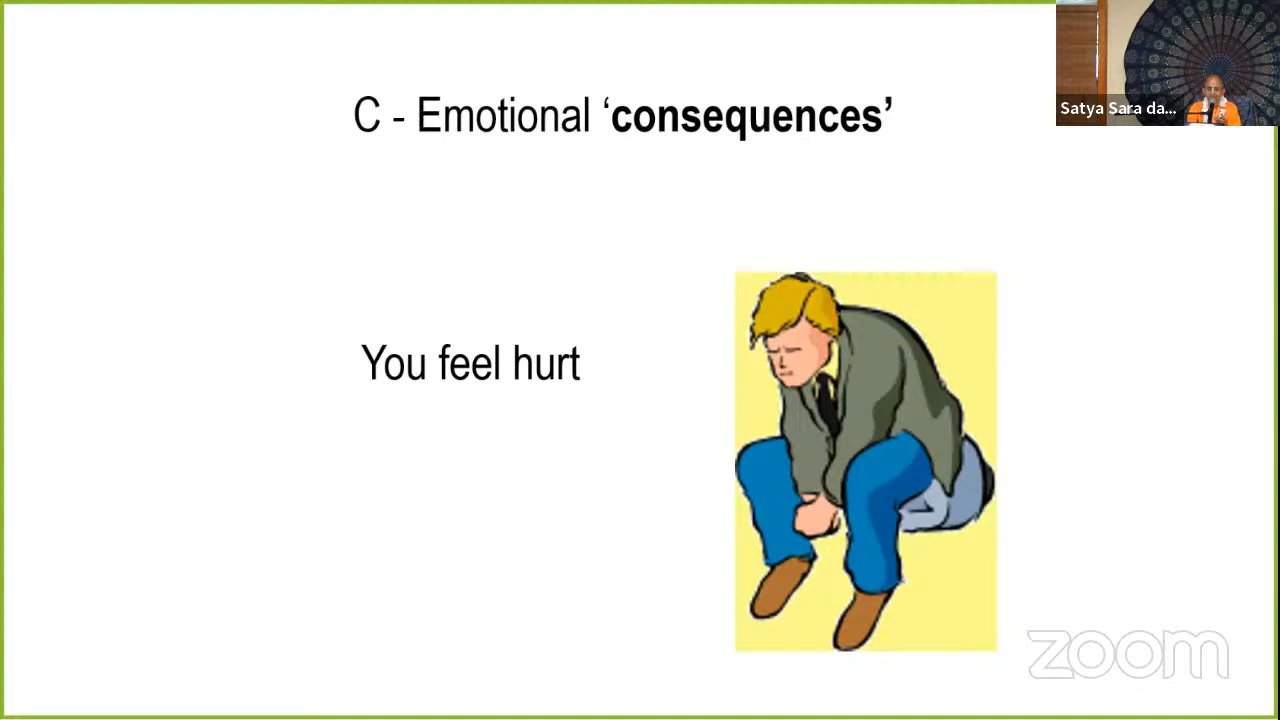 C - Emotional ‘consequences’
Satya Sara da...
You feel hurt
zoom